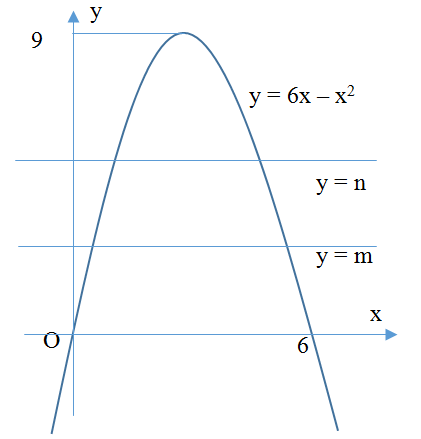 y
9
y = 6x – x²
y = n
y = m
x
O
6